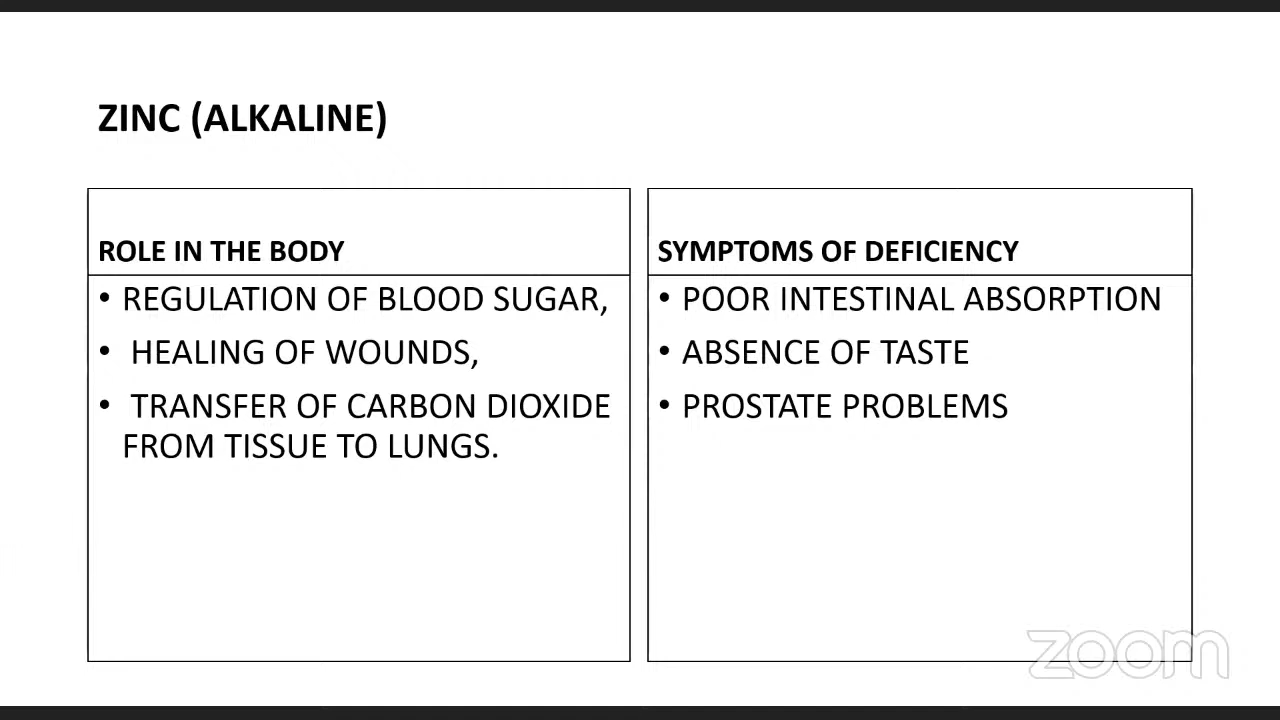 ZINC (ALKALINE)
ROLE IN THE BODY
• REGULATION OF BLOOD SUGAR,
• HEALING OF WOUNDS,
• TRANSFER OF CARBON DIOXIDE
FROM TISSUE TO LUNGS.
SYMPTOMS OF DEFICIENCY
• POOR INTESTINAL ABSORPTION
• ABSENCE OF TASTE
• PROSTATE PROBLEMS
zoom